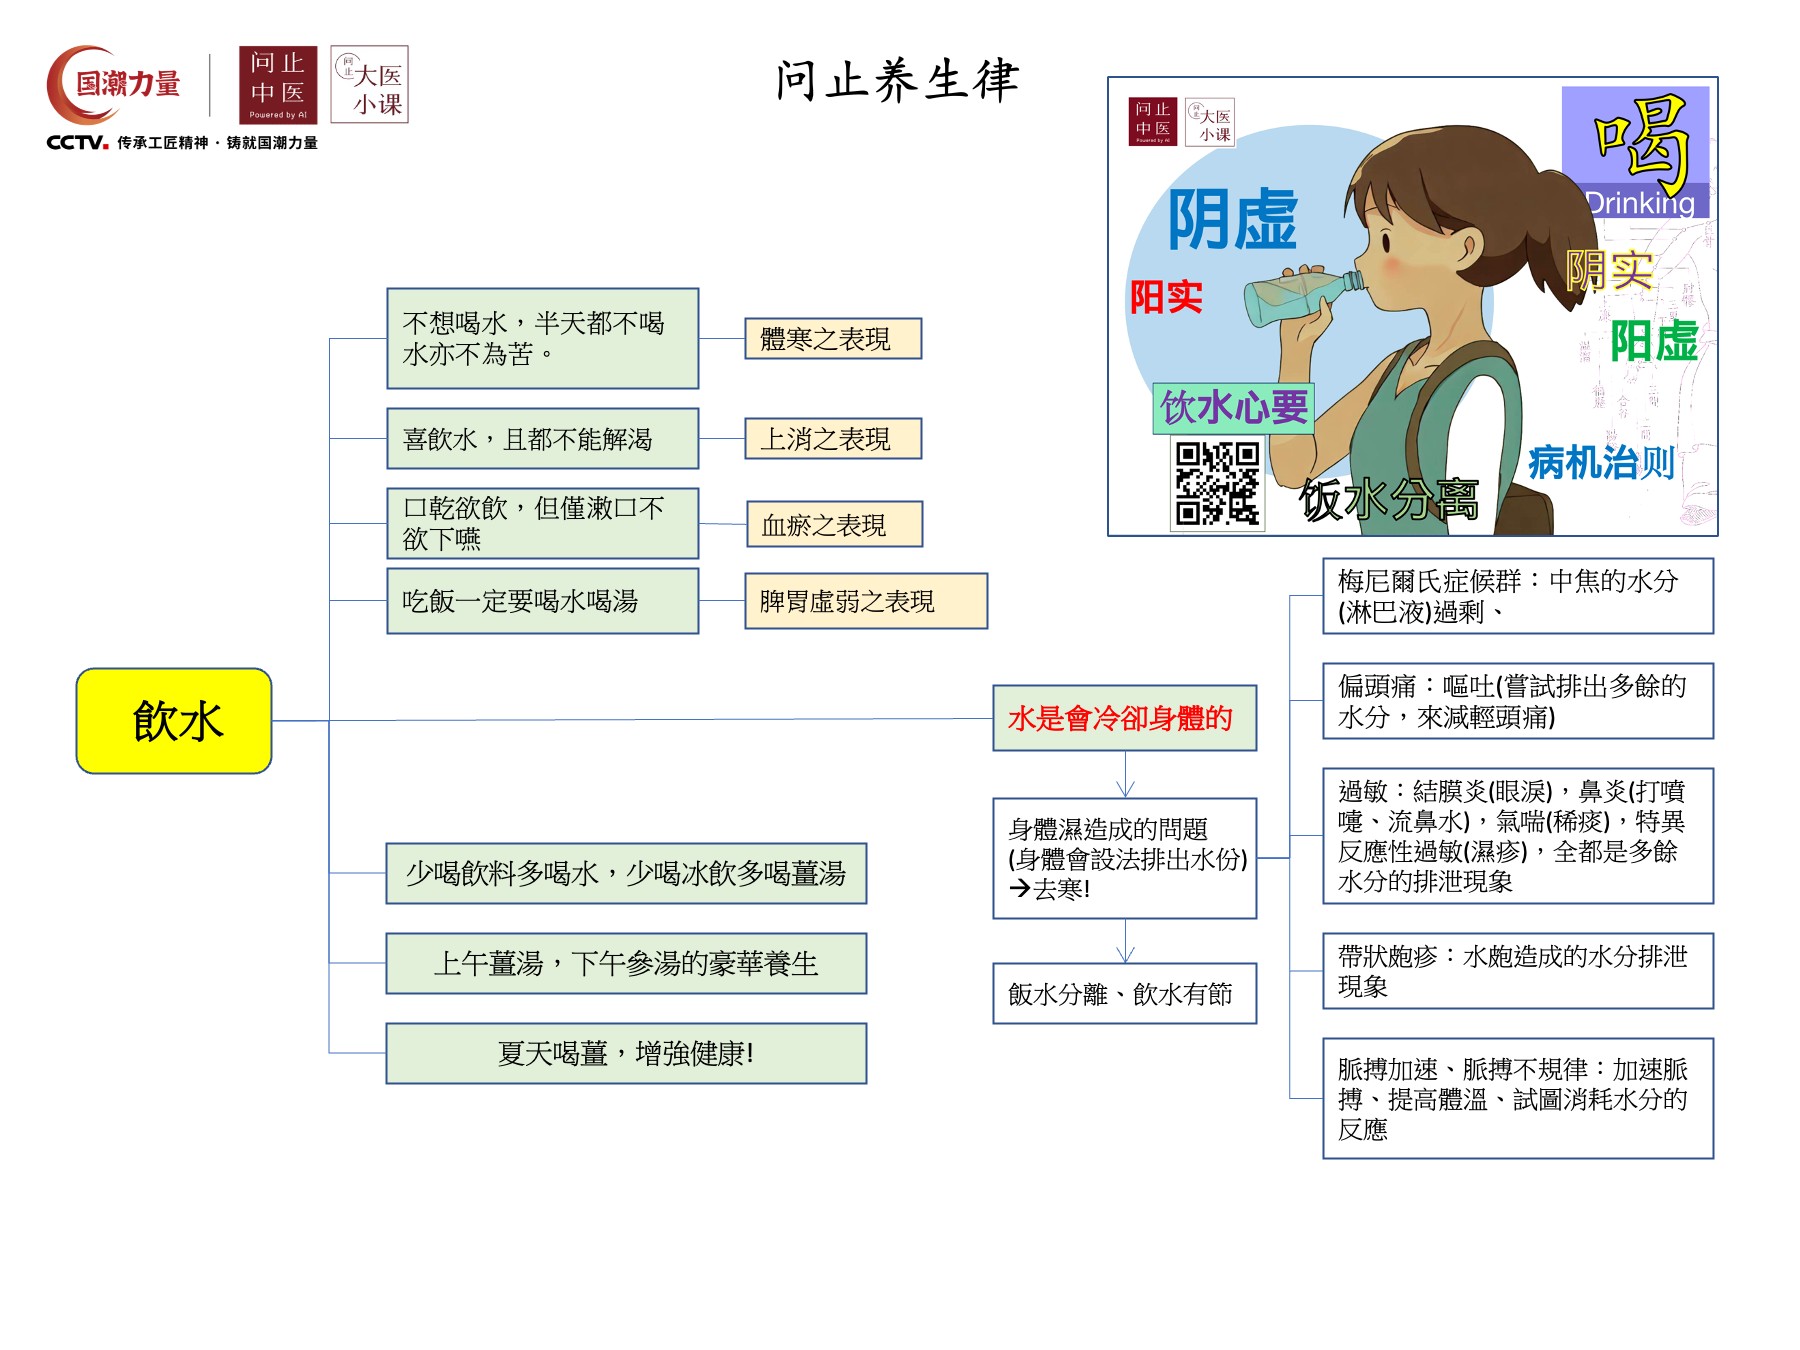 国潮力量
CCTV. 传承工匠精神 · 铸就国潮力量
问止
中医
Powered by AI
问止
大医
小课
问止养生律
问止
中医
Powered by AI
问止
大医
小课
喝
Drinking
阴虚
阳实
阴实
阳虚
饮水心要
病机治则
饭水分离
不想喝水，半天都不喝
水亦不為苦。
體寒之表現
喜飲水，且都不能解渴
上消之表現
口乾欲飲，但僅漱口不
欲下嚥
血瘀之表現
吃飯一定要喝水喝湯
脾胃虛弱之表現
飲水
水是會冷卻身體的
身體濕造成的問題
(身體會設法排出水份)
→去寒!
飯水分離、飲水有節
梅尼爾氏症候群：中焦的水分
(淋巴液)過剩、
偏頭痛：嘔吐(嘗試排出多餘的
水分，來減輕頭痛)
過敏：結膜炎(眼淚)，鼻炎(打噴
嚏、流鼻水)，氣喘(稀痰)，特異
反應性過敏(濕疹)，全都是多餘
水分的排泄現象
帶狀皰疹：水皰造成的水分排泄
現象
脈搏加速、脈搏不規律：加速脈
搏、提高體溫、試圖消耗水分的
反應
少喝飲料多喝水，少喝冰飲多喝薑湯
上午薑湯，下午參湯的豪華養生
夏天喝薑，增強健康!